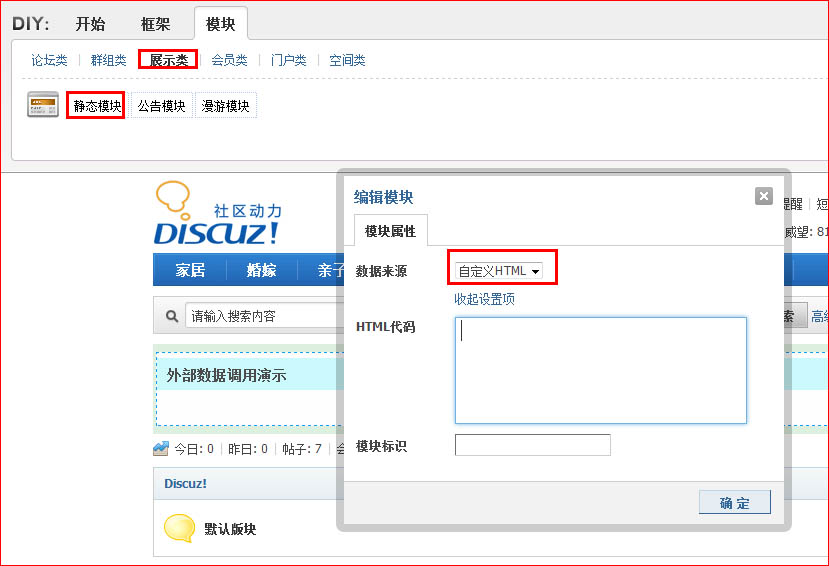 DIY: 开始 框架 模块
论坛类 群组类 展示类 会员类 门户类 空间类
静态模块 公告模块 漫游模块
社区动力
DISCUZ!
家居 婚嫁 亲子
请输入搜索内容
外部数据调用演示
今日: 0 昨日: 0 帖子: 7 会
Discuz!
默认版块
编辑模块
模块属性
数据来源 自定义HTML
收起设置项
HTML代码
模块标识
确定
提醒 短
威望: 81
索 高级